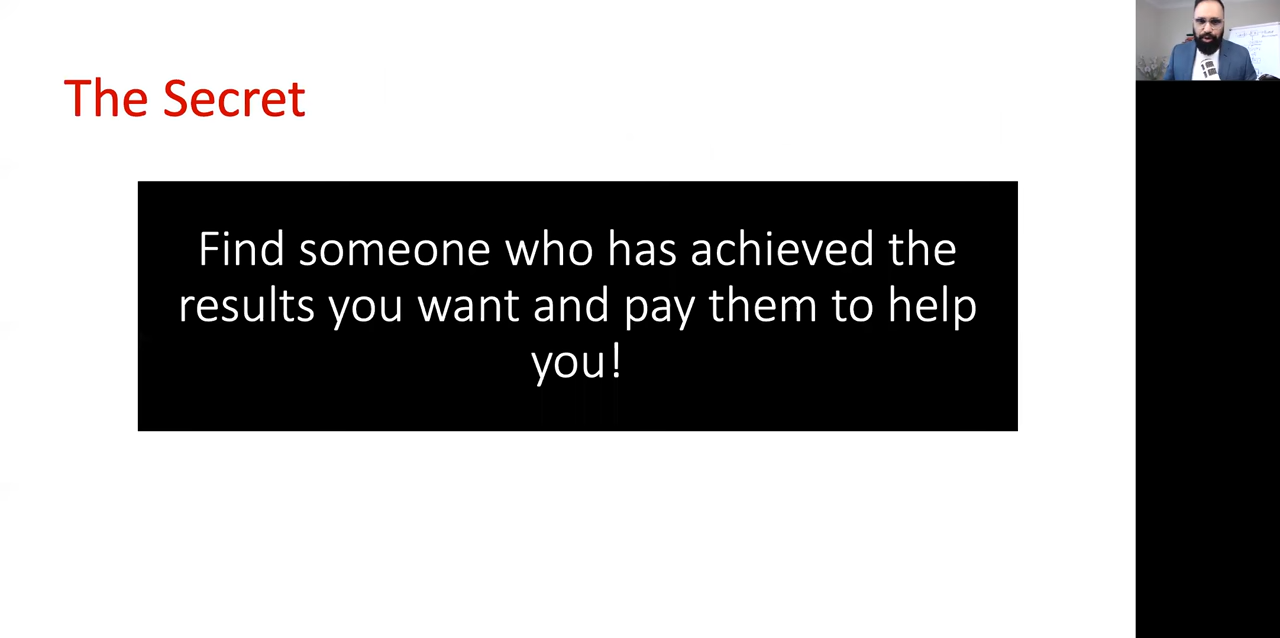 The Secret
Find someone who has achieved the
results you want and pay them to help
you!